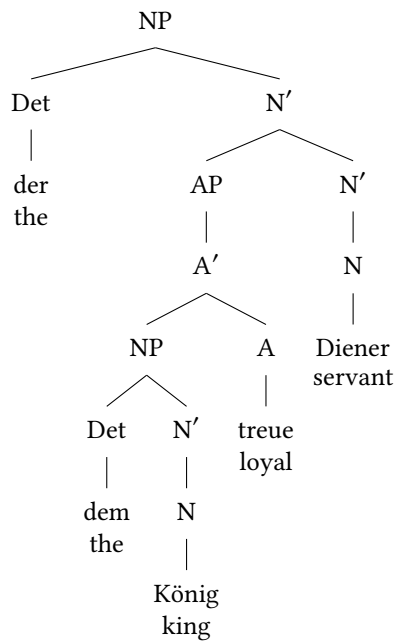 NP
Det N′
der AP N′
the
A′ N
NP A Diener
servant
Det N′ treue
loyal
dem N
the
König
king